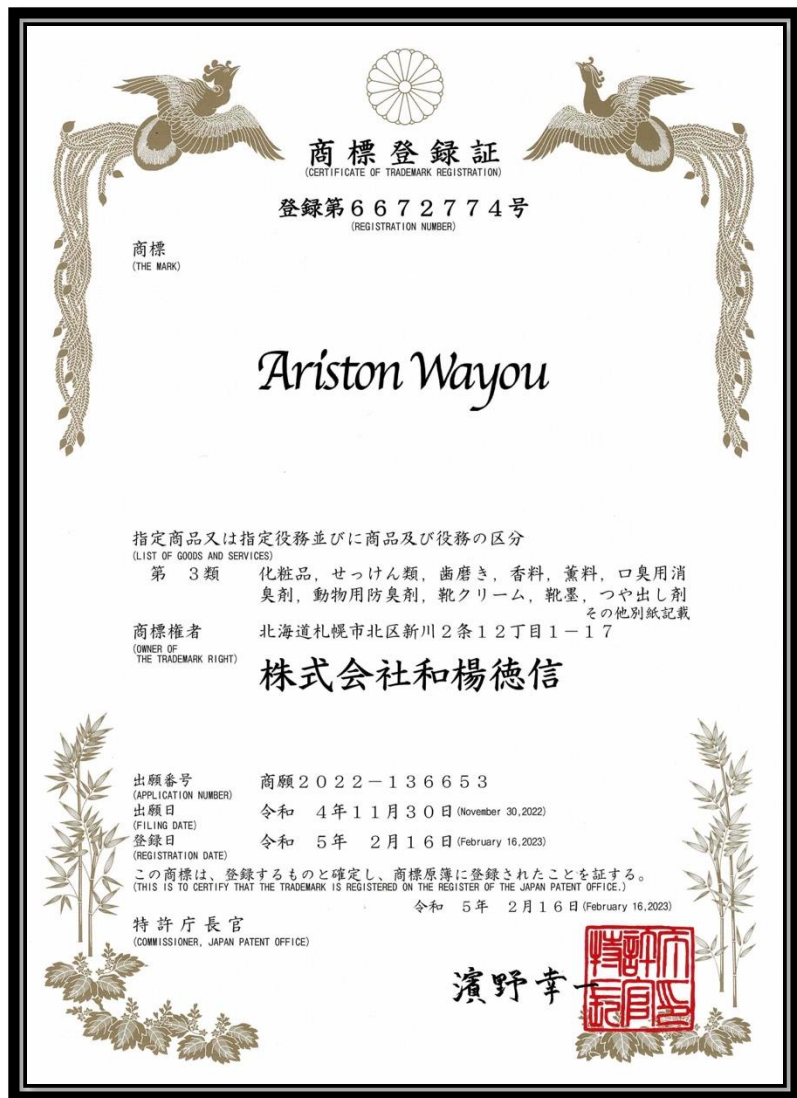 商標登録証
(CERTIFICATE OF TRADEMARK REGISTRATION)
登録第6672774号
(REGISTRATION NUMBER)
商標
(THE MARK)
Ariston Wayou
指定商品又は指定役務並びに商品及び役務の区分
(LIST OF GOODS AND SERVICES)
第 3類 化粧品，せっけん類，歯磨き，香料，薫料，口臭用消
臭剤，動物用防臭剤，靴クリーム，靴墨，つや出し剤
その他別紙記載
商標権者 北海道札幌市北区新川2条12丁目1－17
(OWNER OF
THE TRADEMARK RIGHT)
株式会社和楊徳信
出願番号 商願2022－136653
(APPLICATION NUMBER)
出願日 令和 4年11月30日(November 30,2022)
(FILING DATE)
登録日 令和 5年 2月16日(February 16,2023)
(REGISTRATION DATE)
この商標は、登録するものと確定し、商標原簿に登録されたことを証する。
(THIS IS TO CERTIFY THAT THE TRADEMARK IS REGISTERED ON THE REGISTER OF THE JAPAN PATENT OFFICE.)
令和 5年 2月16日(February 16,2023)
特許庁長官
(COMMISSIONER, JAPAN PATENT OFFICE)
濱野幸一
特許庁長官之印